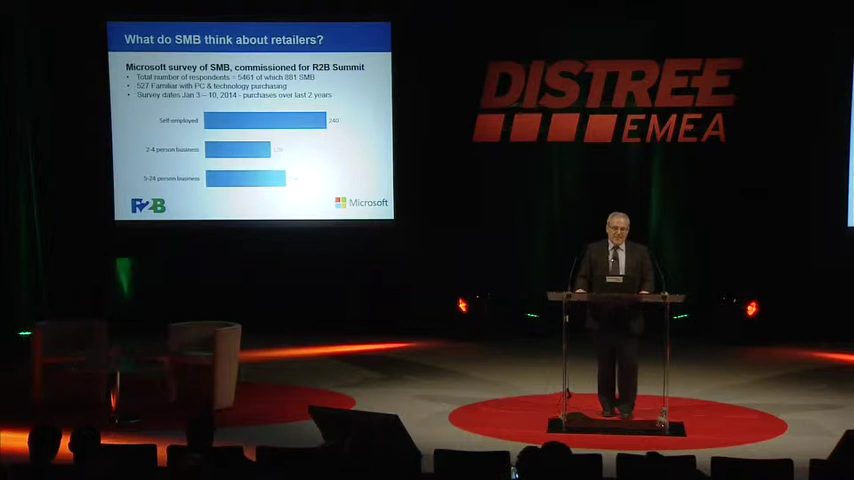 What do SMB think about retailers?
Microsoft survey of SMB, commissioned for R2B Summit
• Total number of respondents = 5461 of which 881 SMB
• 527 Familiar with PC & technology purchasing
• Survey dates Jan 3 – 10, 2014 - purchases over last 2 years
Self-employed 240
2-4 person business
5-24 person business
R2B
Microsoft
DISTREE
EMEA